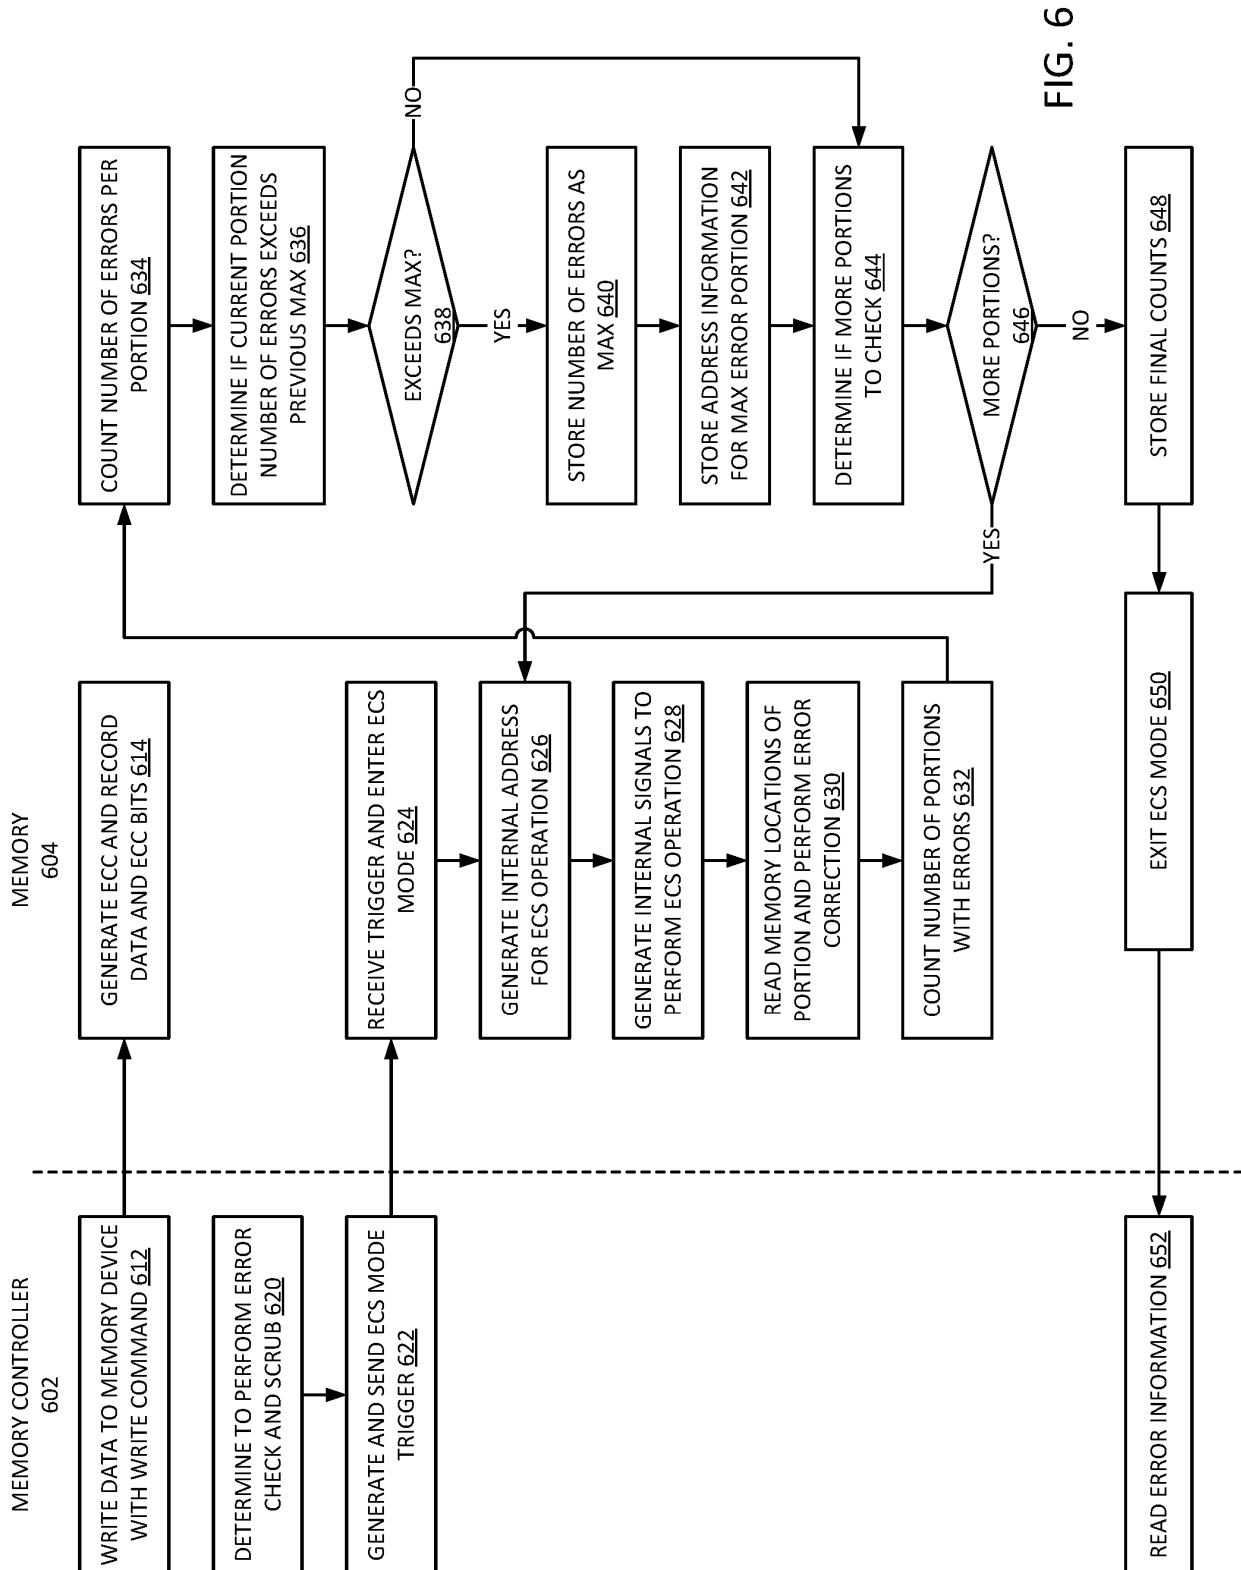 MEMORY CONTROLLER
602
WRITE DATA TO MEMORY DEVICE
WITH WRITE COMMAND 612
DETERMINE TO PERFORM ERROR
CHECK AND SCRUB 620
GENERATE AND SEND ECS MODE
TRIGGER 622
READ ERROR INFORMATION 652
MEMORY
604
GENERATE ECC AND RECORD
DATA AND ECC BITS 614
RECEIVE TRIGGER AND ENTER ECS
MODE 624
GENERATE INTERNAL ADDRESS
FOR ECS OPERATION 626
GENERATE INTERNAL SIGNALS TO
PERFORM ECS OPERATION 628
READ MEMORY LOCATIONS OF
PORTION AND PERFORM ERROR
CORRECTION 630
COUNT NUMBER OF PORTIONS
WITH ERRORS 632
EXIT ECS MODE 650
COUNT NUMBER OF ERRORS PER
PORTION 634
DETERMINE IF CURRENT PORTION
NUMBER OF ERRORS EXCEEDS
PREVIOUS MAX 636
EXCEEDS MAX?
638
NO
YES
STORE NUMBER OF ERRORS AS
MAX 640
STORE ADDRESS INFORMATION
FOR MAX ERROR PORTION 642
DETERMINE IF MORE PORTIONS
TO CHECK 644
MORE PORTIONS?
646
YES
NO
STORE FINAL COUNTS 648
FIG. 6